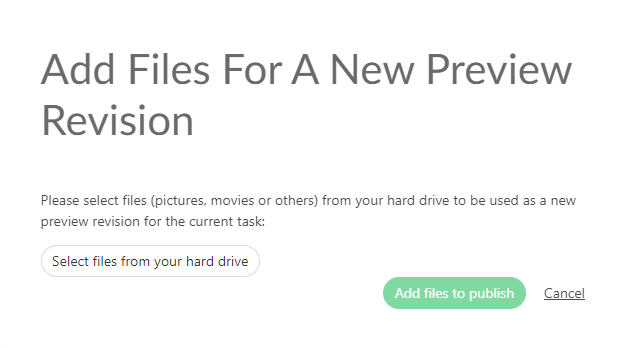 Add Files For A New Preview
Revision
Please select files (pictures, movies or others) from your hard drive to be used as a new
preview revision for the current task:
Select files from your hard drive
Add files to publish
Cancel